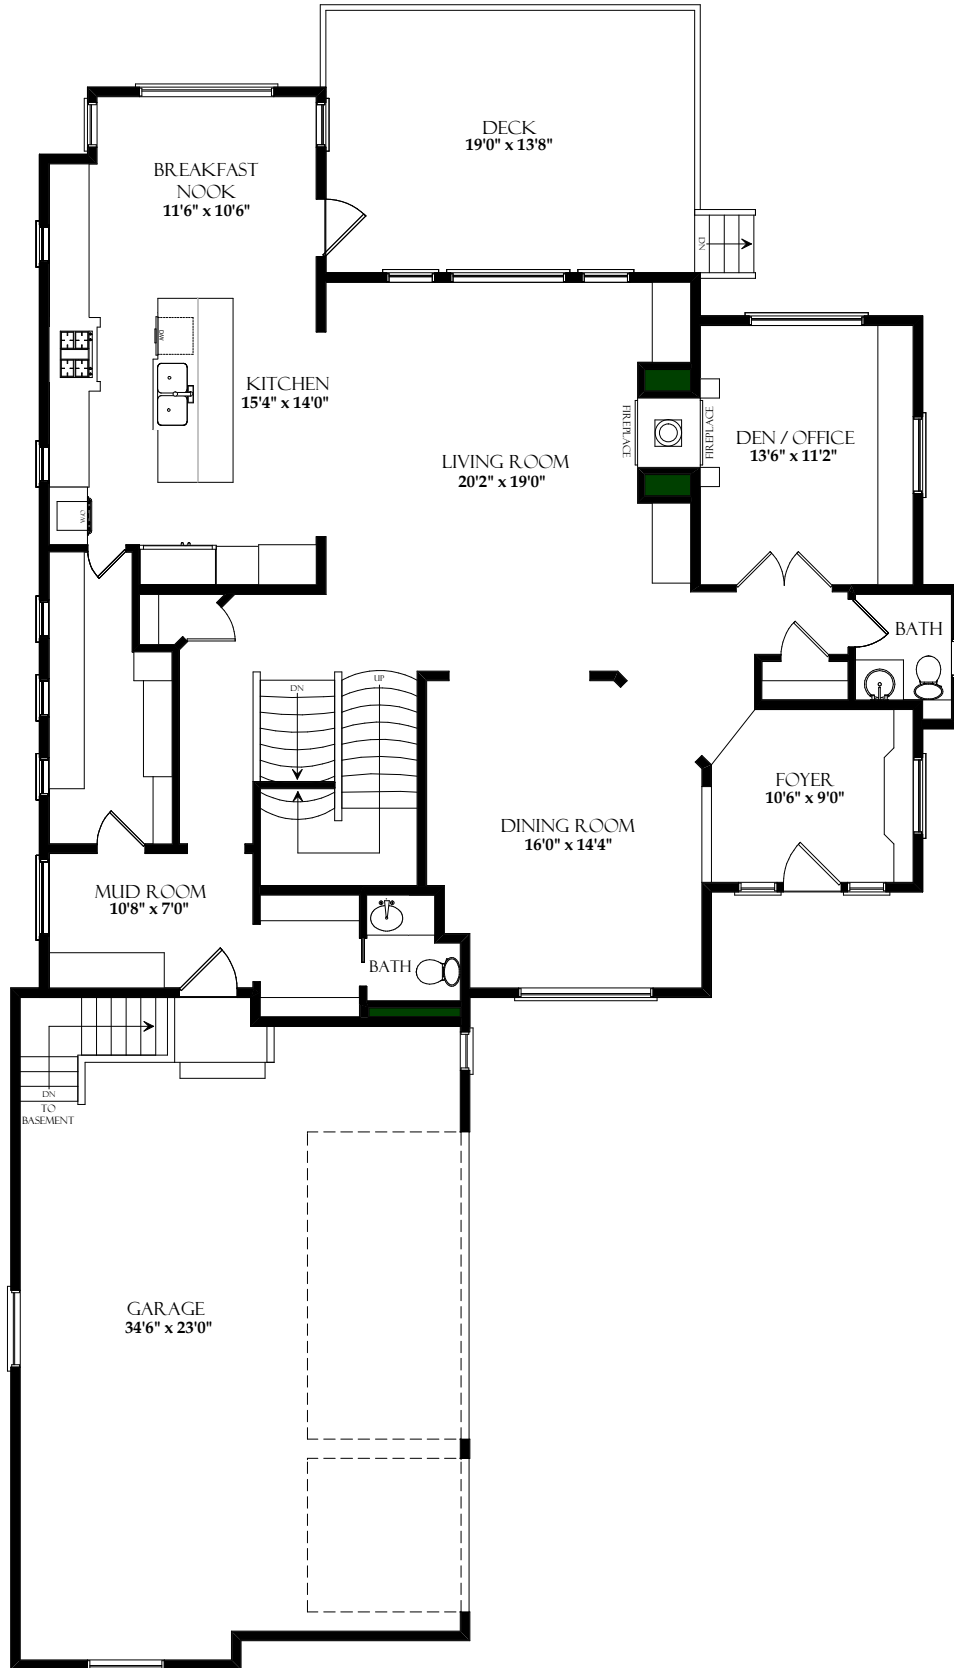 DECK
19'0" x 13'8"
BREAKFAST
NOOK
11'6" x 10'6"
DN
DW
KITCHEN
15'4" x 14'0"
LIVING ROOM
20'2" x 19'0"
FIREPLACE
FIREPLACE
DEN / OFFICE
13'6" x 11'2"
W.O
BATH
DN
UP
FOYER
10'6" x 9'0"
DINING ROOM
16'0" x 14'4"
MUD ROOM
10'8" x 7'0"
BATH
DN
TO
BASEMENT
GARAGE
34'6" x 23'0"